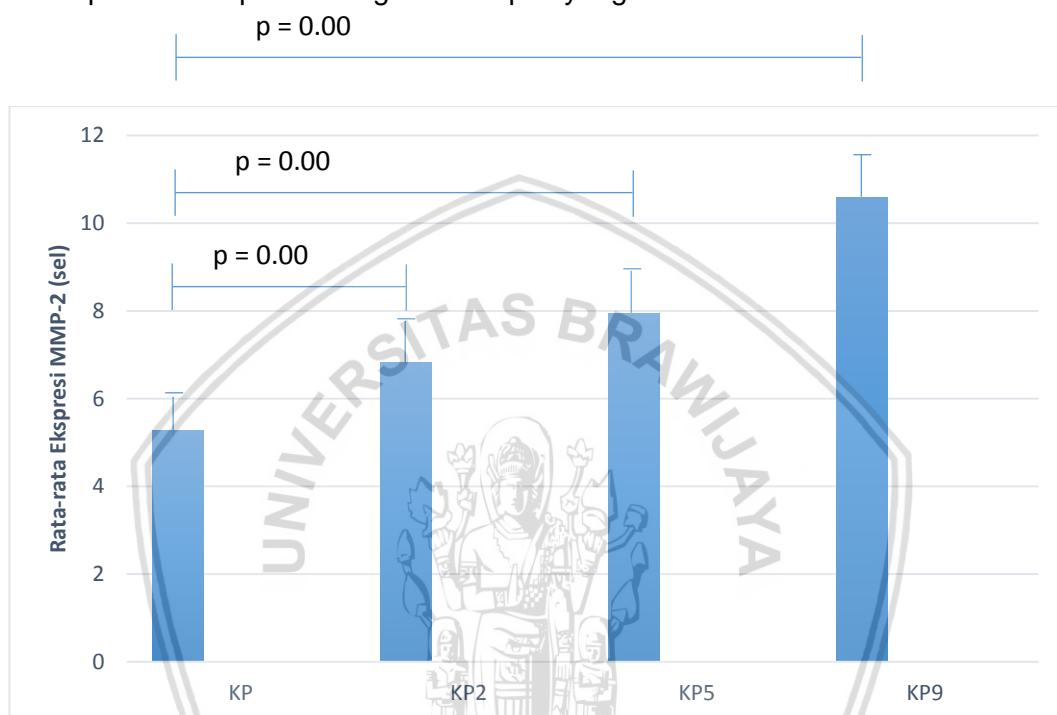 p = 0.00
p = 0.00
p = 0.00
12
10
8
6
4
2
0
Rata-rata Ekspresi MMP-2 (sel)
KP KP2 KP5 KP9
UNIVERSITAS BRAWIJAYA